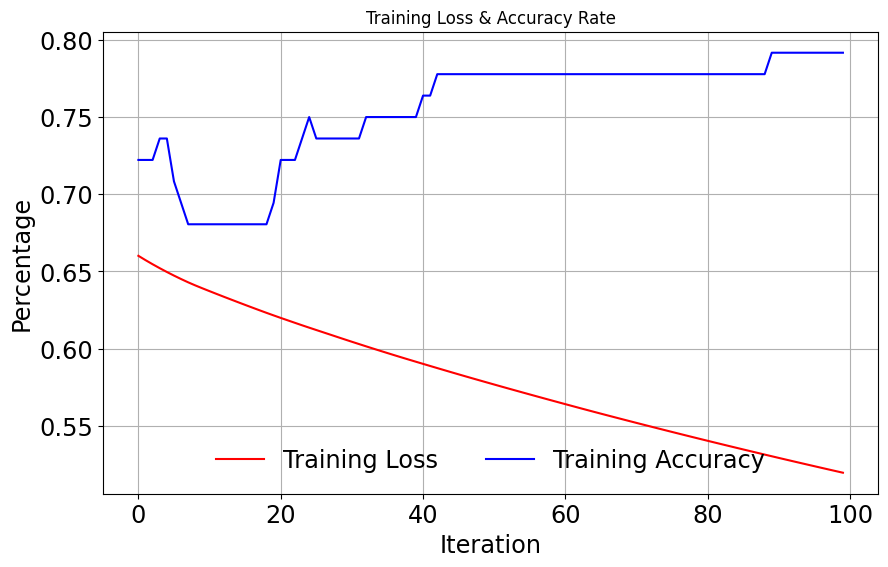 Training Loss & Accuracy Rate
0.80
0.75
0.70
0.65
0.60
0.55
Percentage
Training Loss Training Accuracy
0 20 40 60 80 100
Iteration